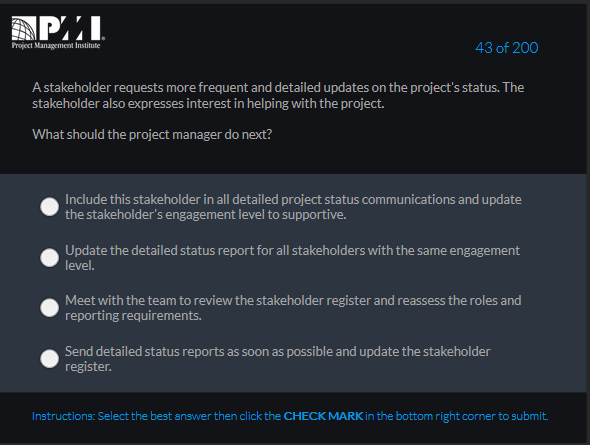 PMI
Project Management Institute
43 of 200
A stakeholder requests more frequent and detailed updates on the project's status. The
stakeholder also expresses interest in helping with the project.
What should the project manager do next?
Include this stakeholder in all detailed project status communications and update
the stakeholder's engagement level to supportive.
Update the detailed status report for all stakeholders with the same engagement
level.
Meet with the team to review the stakeholder register and reassess the roles and
reporting requirements.
Send detailed status reports as soon as possible and update the stakeholder
register.
Instructions: Select the best answer then click the CHECK MARK in the bottom right corner to submit.